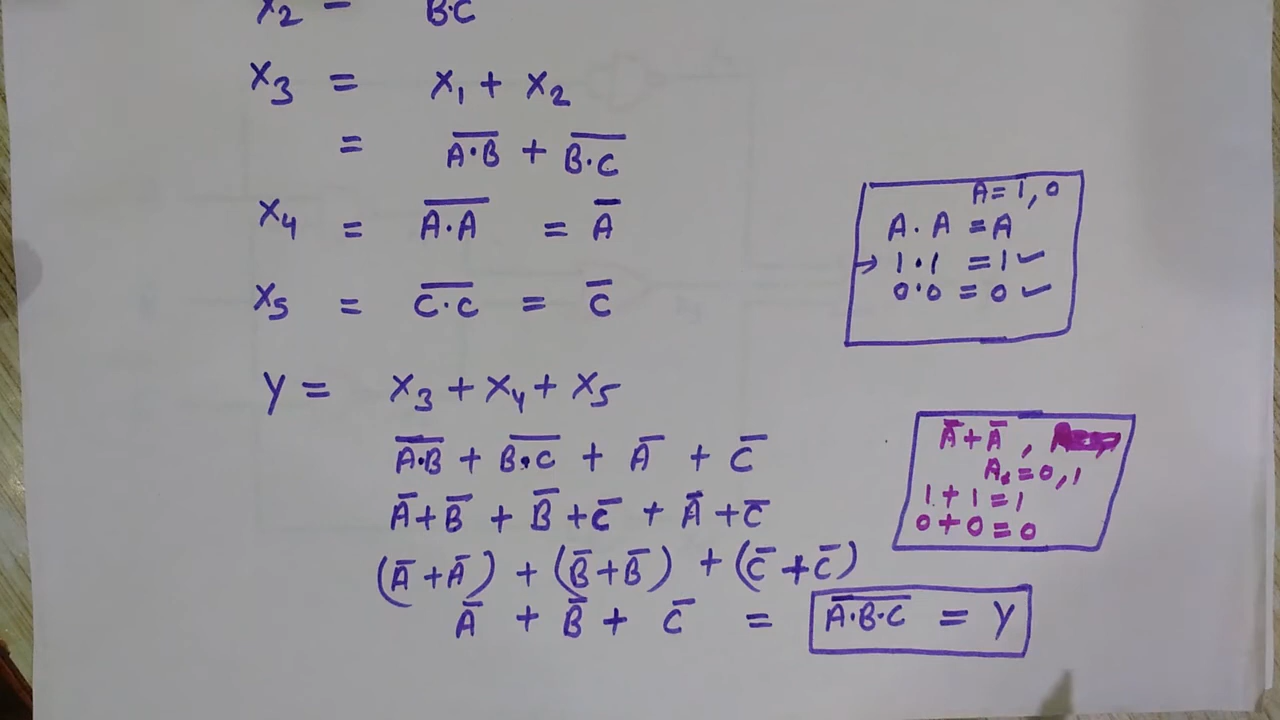 X₂ = B·C
X₃ = X₁ + X₂
= A̅·̅B̅ + B̅·̅C̅
X₄ = A̅·̅A̅ = A̅
X₅ = C̅·̅C̅ = C̅
Y = X₃ + X₄ + X₅
A̅·̅B̅ + B̅·̅C̅ + A̅ + C̅
A̅ + B̅ + B̅ + C̅ + A̅ + C̅
(A̅ + A̅) + (B̅ + B̅) + (C̅ + C̅)
A̅ + B̅ + C̅ = A̅·̅B̅·̅C̅ = Y
A = 1, 0
A · A = A
→ 1 · 1 = 1 ✓
0 · 0 = 0 ✓
A̅ + A̅ ,
A = 0, 1
1 + 1 = 1
0 + 0 = 0